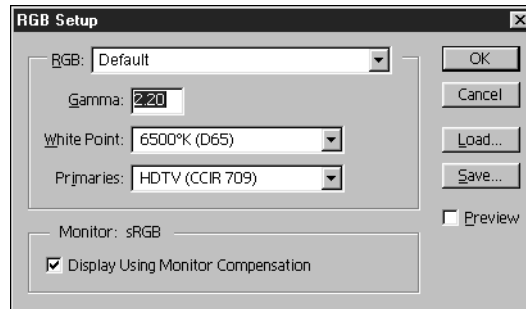 RGB Setup
RGB: Default
Gamma: 2.20
White Point: 6500°K (D65)
Primaries: HDTV (CCIR 709)
Monitor: sRGB
Display Using Monitor Compensation
OK
Cancel
Load...
Save...
Preview